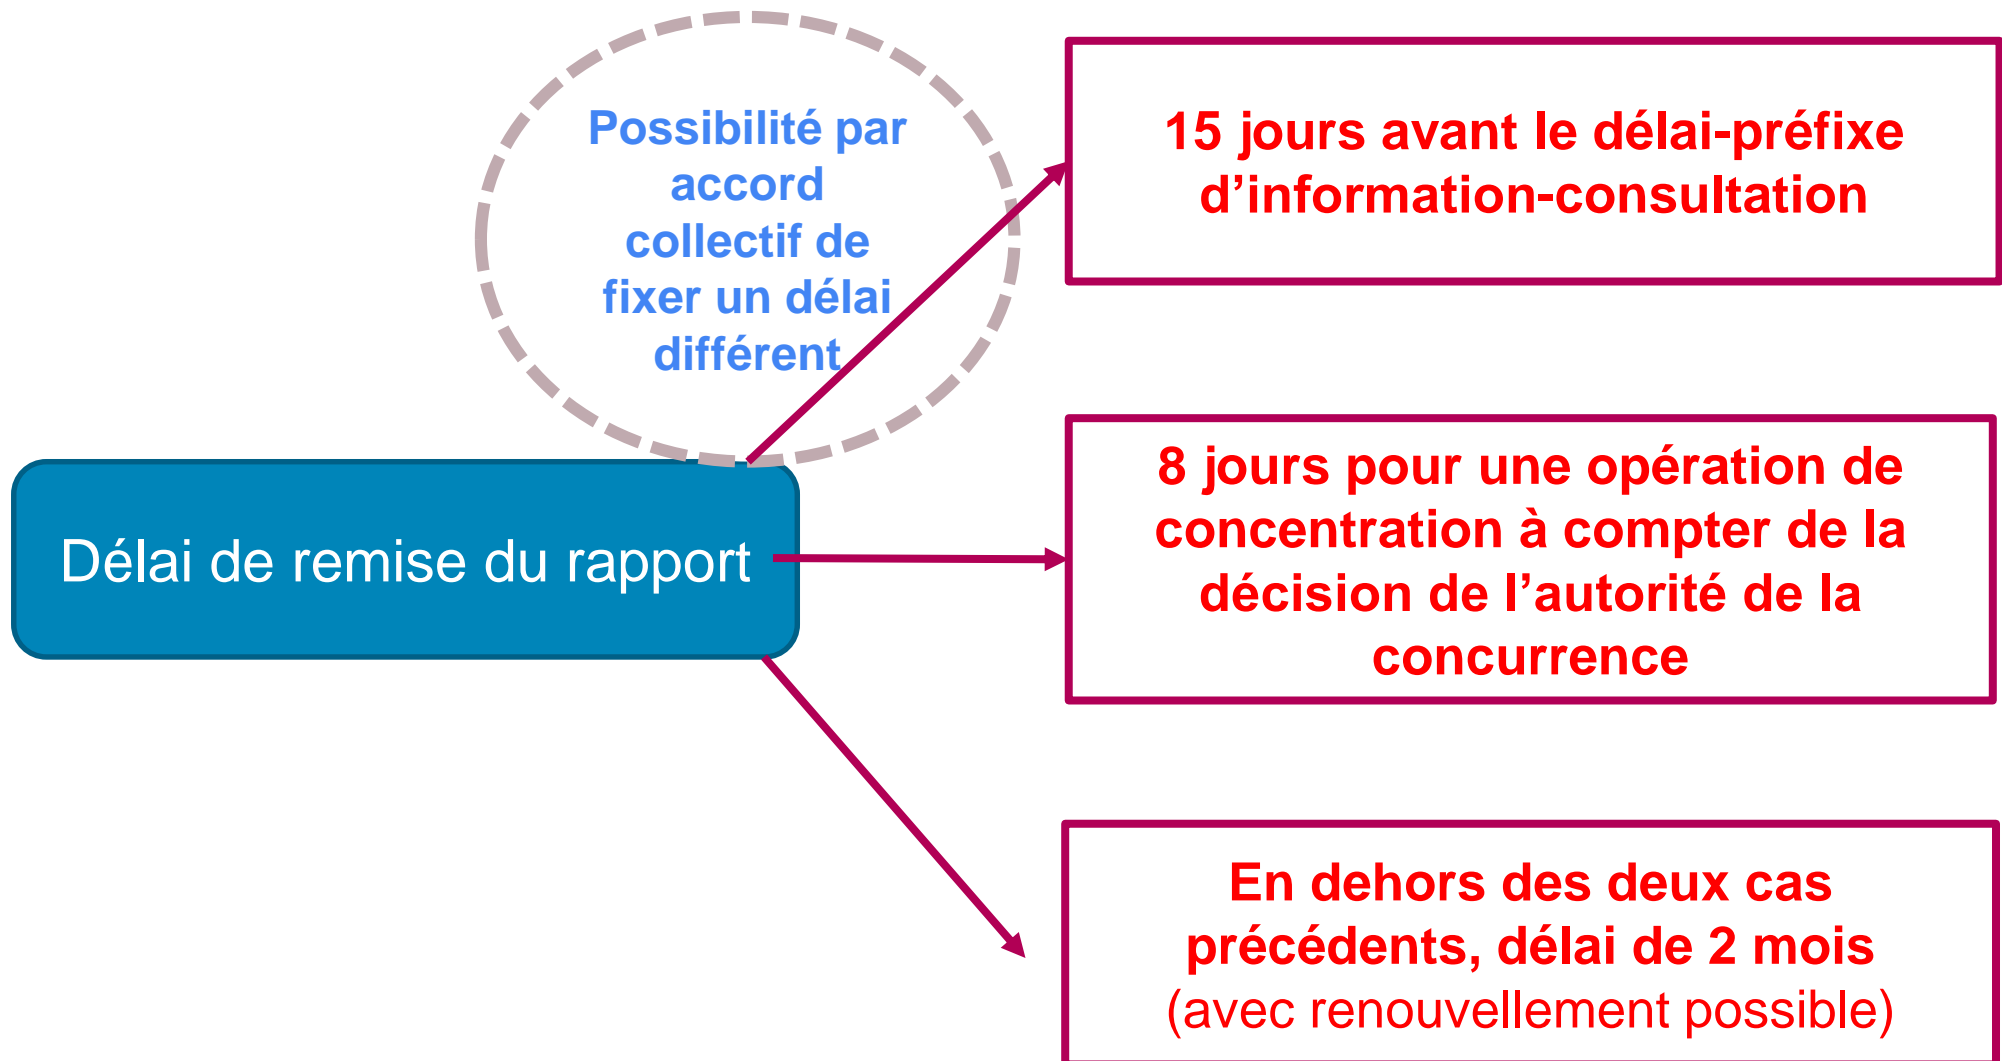 Possibilité par
accord
collectif de
fixer un délai
différent
15 jours avant le délai-préfixe
d’information-consultation
Délai de remise du rapport
8 jours pour une opération de
concentration à compter de la
décision de l’autorité de la
concurrence
En dehors des deux cas
précédents, délai de 2 mois
(avec renouvellement possible)